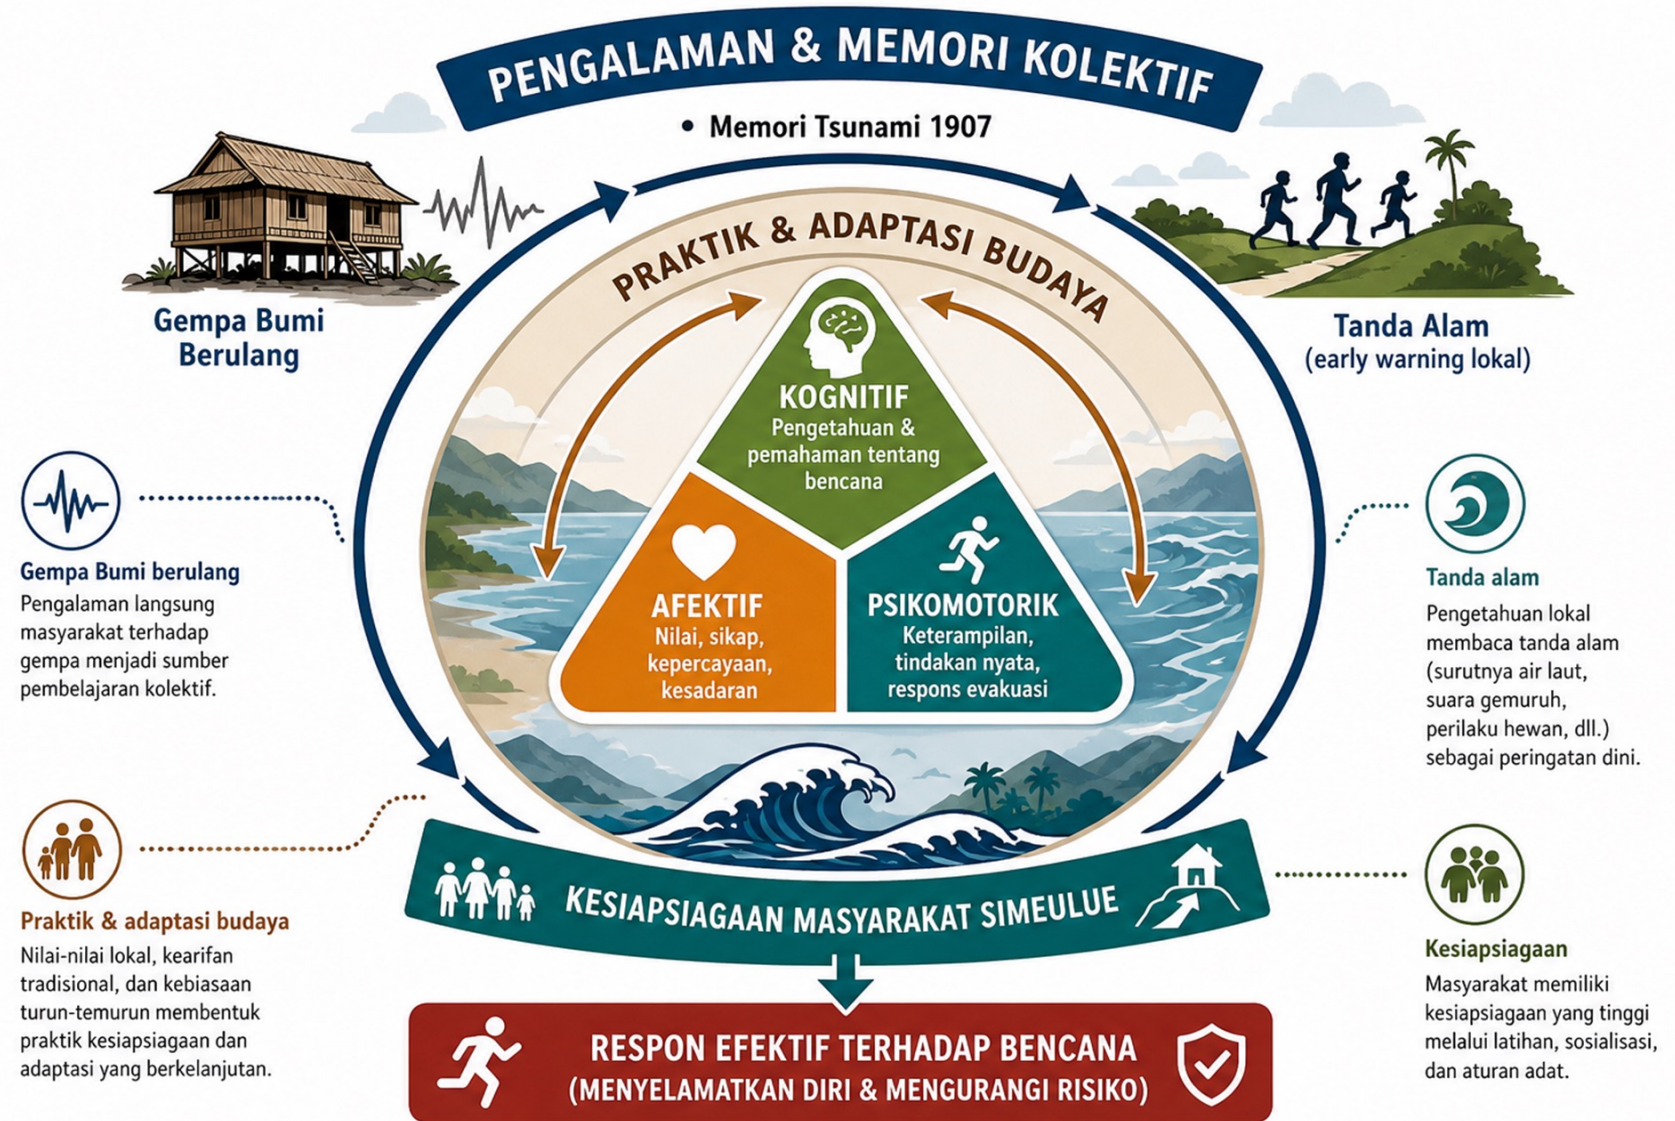 PENGALAMAN & MEMORI KOLEKTIF
• Memori Tsunami 1907
PRAKTIK & ADAPTASI BUDAYA
Gempa Bumi
Berulang
Tanda Alam
(early warning lokal)
KOGNITIF
Pengetahuan &
pemahaman tentang
bencana
AFEKTIF
Nilai, sikap,
kepercayaan,
kesadaran
PSIKOMOTORIK
Keterampilan,
tindakan nyata,
respons evakuasi
Gempa Bumi berulang
Pengalaman langsung
masyarakat terhadap
gempa menjadi sumber
pembelajaran kolektif.
Tanda alam
Pengetahuan lokal
membaca tanda alam
(surutnya air laut,
suara gemuruh,
perilaku hewan, dll.)
sebagai peringatan dini.
Praktik & adaptasi budaya
Nilai-nilai lokal, kearifan
tradisional, dan kebiasaan
turun-temurun membentuk
praktik kesiapsiagaan dan
adaptasi yang berkelanjutan.
Kesiapsiagaan
Masyarakat memiliki
kesiapsiagaan yang tinggi
melalui latihan, sosialisasi,
dan aturan adat.
KESIAPSIAGAAN MASYARAKAT SIMEULUE
RESPON EFEKTIF TERHADAP BENCANA
(MENYELAMATKAN DIRI & MENGURANGI RISIKO)